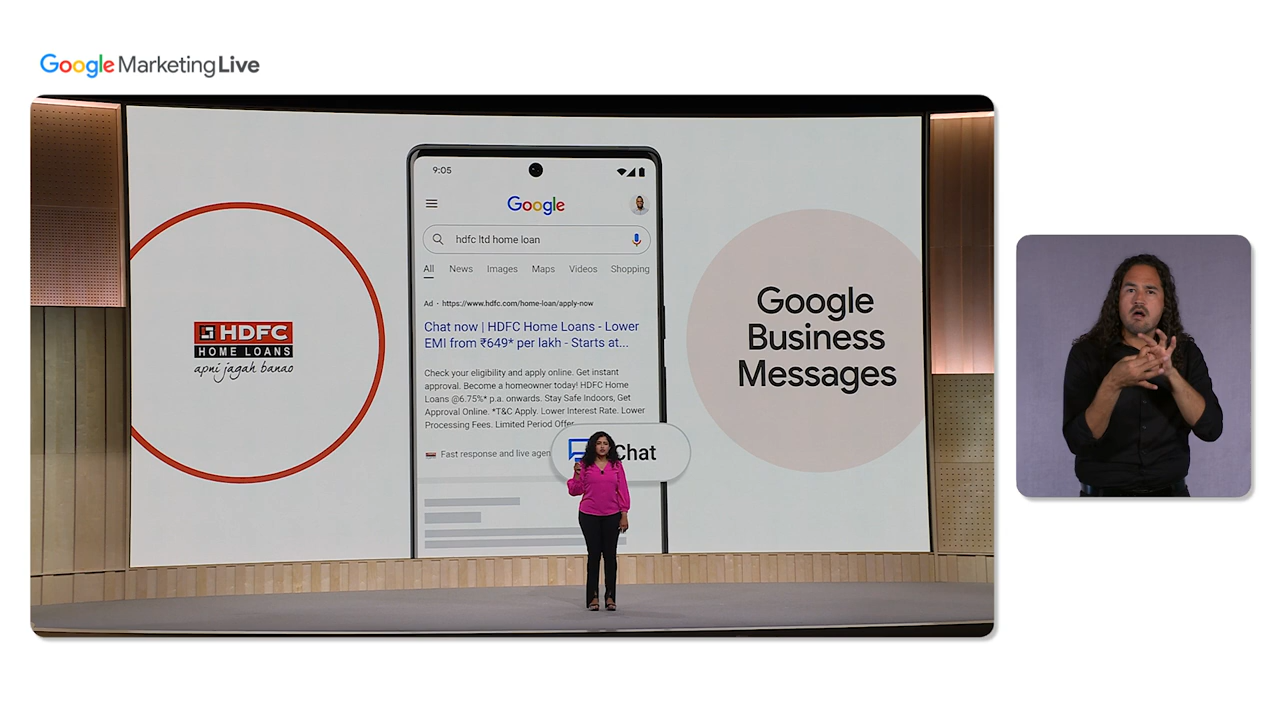 Google Marketing Live
HDFC
HOME LOANS
apni jagah banao
9:05
Google
hdfc ltd home loan
All News Images Maps Videos Shopping
Ad · https://www.hdfc.com/home-loan/apply-now
Chat now | HDFC Home Loans - Lower
EMI from ₹649* per lakh - Starts at...
Check your eligibility and apply online. Get instant
approval. Become a homeowner today! HDFC Home
Loans @6.75%* p.a. onwards. Stay Safe Indoors, Get
Approval Online. *T&C Apply. Lower Interest Rate. Lower
Processing Fees. Limited Period Offer
Fast response and live
Chat
Google
Business
Messages